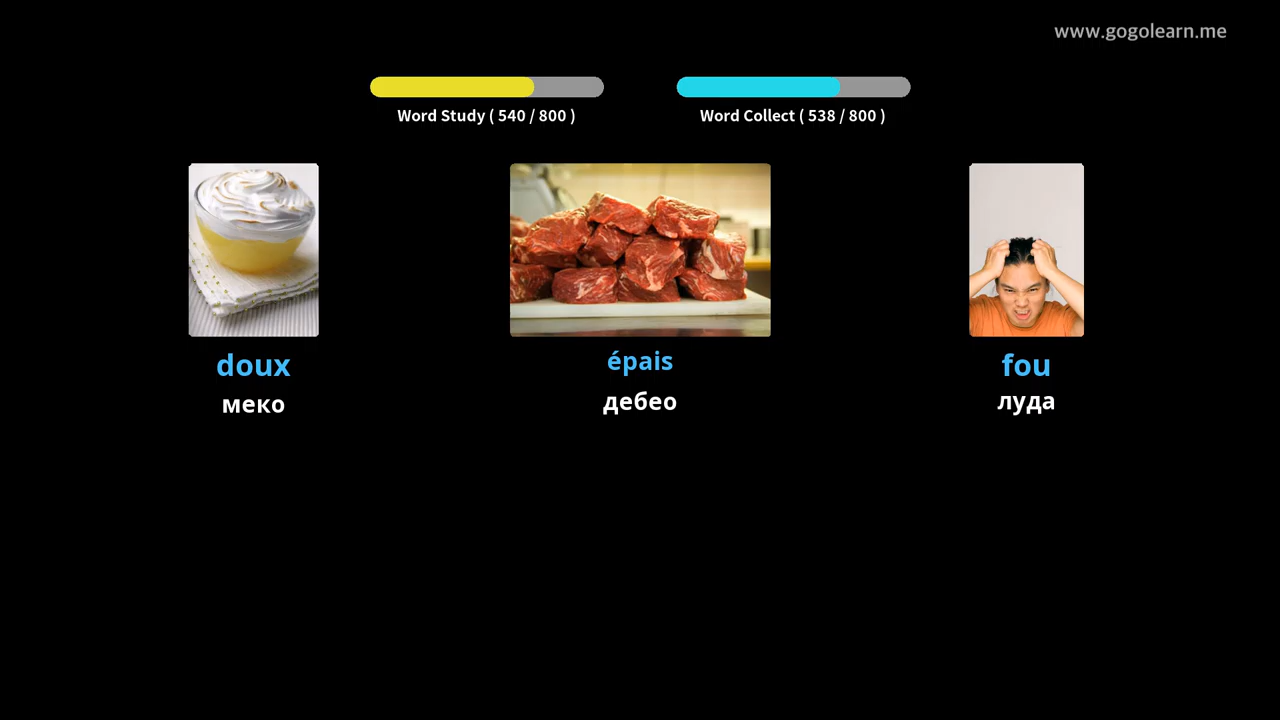 www.gogolearn.me
Word Study ( 540 / 800 )
Word Collect ( 538 / 800 )
doux
меко
épais
дебео
fou
луда